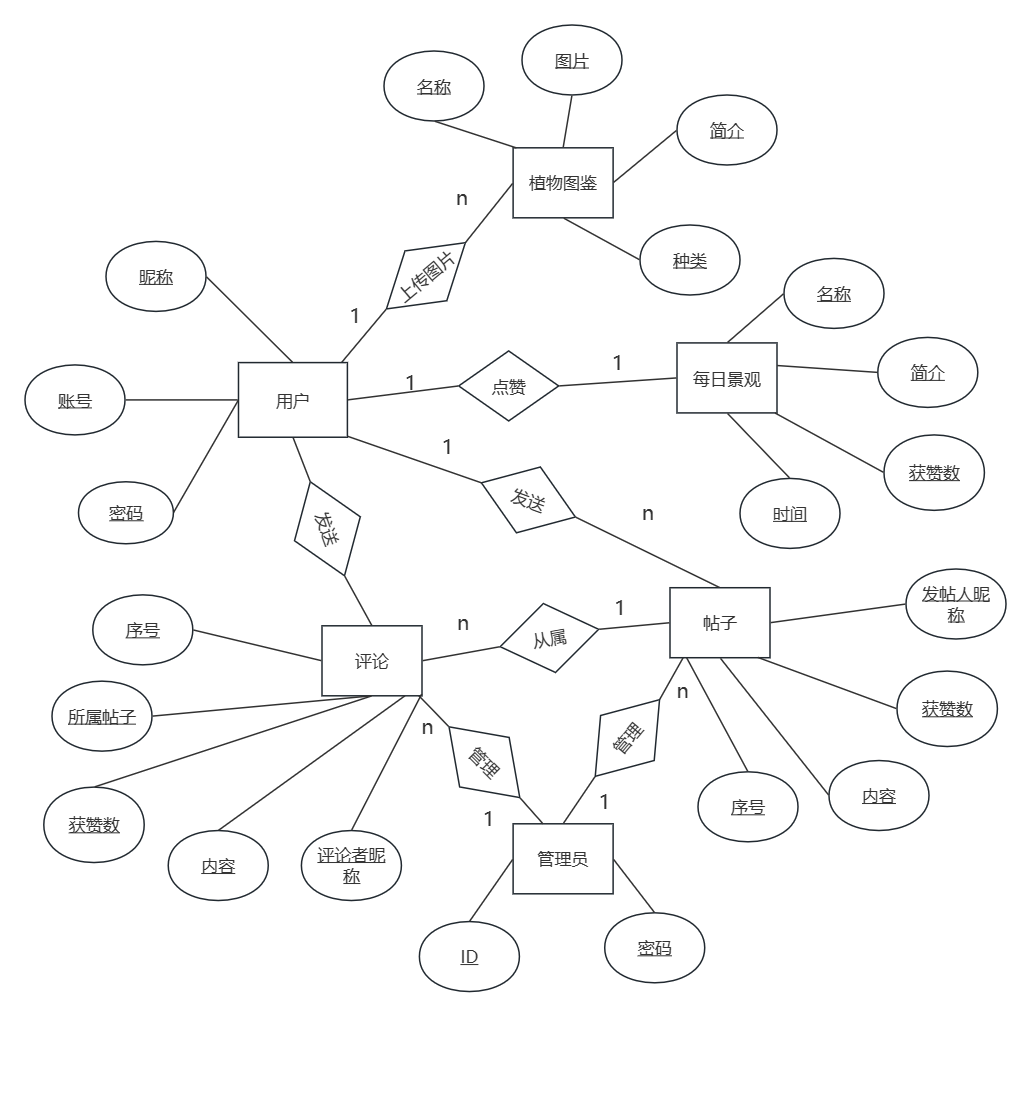 图片
名称
简介
植物图鉴
n
种类
上传图片
昵称
名称
1
1
简介
每日景观
1
点赞
账号
用户
1
获赞数
发送
密码
n
时间
发送
发帖人昵
称
1
n
帖子
序号
从属
评论
n
获赞数
所属帖子
n
管理
管理
内容
1
序号
1
获赞数
评论者昵
称
管理员
内容
密码
ID